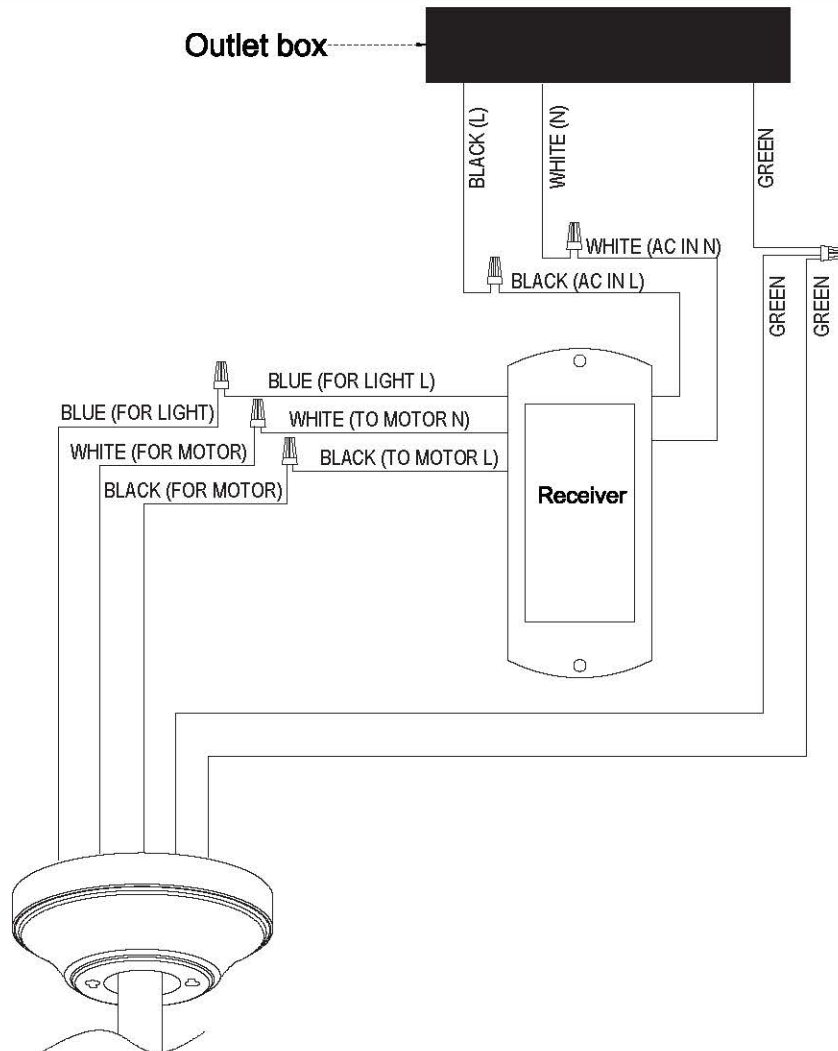 Outlet box
BLACK (L)
WHITE (N)
GREEN
WHITE (AC IN N)
BLACK (AC IN L)
GREEN
GREEN
BLUE (FOR LIGHT L)
BLUE (FOR LIGHT)
WHITE (TO MOTOR N)
WHITE (FOR MOTOR)
BLACK (TO MOTOR L)
BLACK (FOR MOTOR)
Receiver